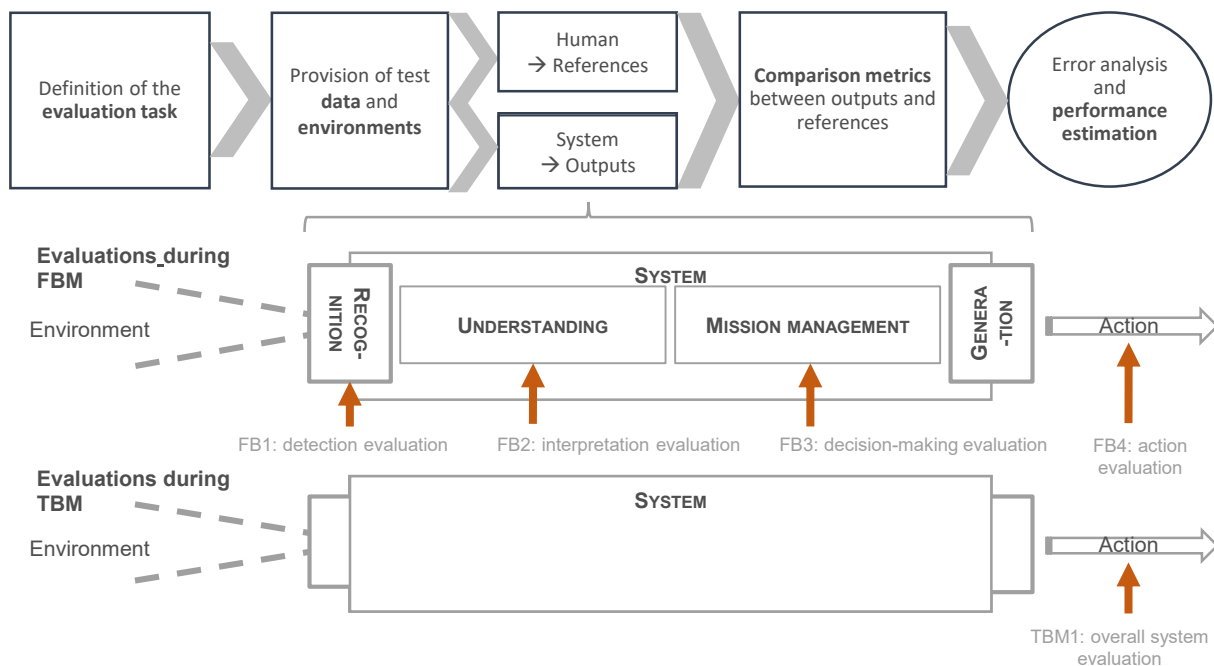 Definition of the
evaluation task
Provision of test
data and
environments
Human
→ References
System
→ Outputs
Comparison metrics
between outputs and
references
Error analysis
and
performance
estimation
Evaluations during
FBM
Environment
SYSTEM
RECOG-
NITION
UNDERSTANDING
MISSION MANAGEMENT
GENERA
-TION
Action
FB1: detection evaluation
FB2: interpretation evaluation
FB3: decision-making evaluation
FB4: action
evaluation
Evaluations during
TBM
Environment
SYSTEM
Action
TBM1: overall system
evaluation